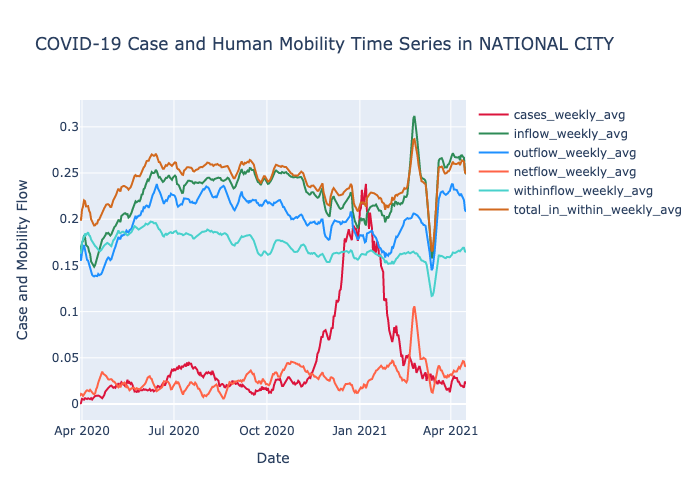 COVID-19 Case and Human Mobility Time Series in NATIONAL CITY
cases_weekly_avg
inflow_weekly_avg
outflow_weekly_avg
netflow_weekly_avg
withinflow_weekly_avg
total_in_within_weekly_avg
Case and Mobility Flow
0.3
0.25
0.2
0.15
0.1
0.05
0
Apr 2020
Jul 2020
Oct 2020
Jan 2021
Apr 2021
Date